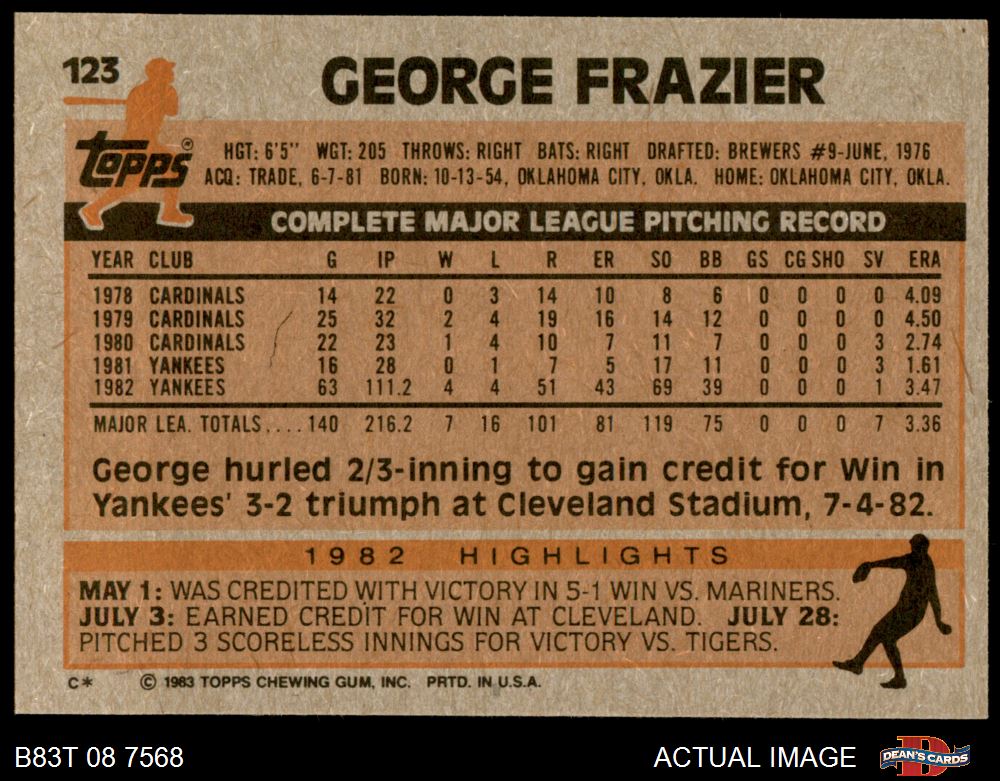 123
GEORGE FRAZIER
Topps®
HGT: 6'5" WGT: 205 THROWS: RIGHT BATS: RIGHT DRAFTED: BREWERS #9-JUNE, 1976
ACQ: TRADE, 6-7-81 BORN: 10-13-54, OKLAHOMA CITY, OKLA. HOME: OKLAHOMA CITY, OKLA.
COMPLETE MAJOR LEAGUE PITCHING RECORD
YEAR CLUB G IP W L R ER SO BB GS CG SHO SV ERA
1978 CARDINALS 14 22 0 3 14 10 8 6 0 0 0 0 4.09
1979 CARDINALS 25 32 2 4 19 16 14 12 0 0 0 0 4.50
1980 CARDINALS 22 23 1 4 10 7 11 7 0 0 0 3 2.74
1981 YANKEES 16 28 0 1 7 5 17 11 0 0 0 3 1.61
1982 YANKEES 63 111.2 4 4 51 43 69 39 0 0 0 1 3.47
MAJOR LEA. TOTALS.... 140 216.2 7 16 101 81 119 75 0 0 0 7 3.36
George hurled 2/3-inning to gain credit for Win in
Yankees' 3-2 triumph at Cleveland Stadium, 7-4-82.
1982 HIGHLIGHTS
MAY 1: WAS CREDITED WITH VICTORY IN 5-1 WIN VS. MARINERS.
JULY 3: EARNED CREDIT FOR WIN AT CLEVELAND. JULY 28:
PITCHED 3 SCORELESS INNINGS FOR VICTORY VS. TIGERS.
C* © 1983 TOPPS CHEWING GUM, INC. PRTD. IN U.S.A.
B83T 08 7568 ACTUAL IMAGE DEAN'S CARDS